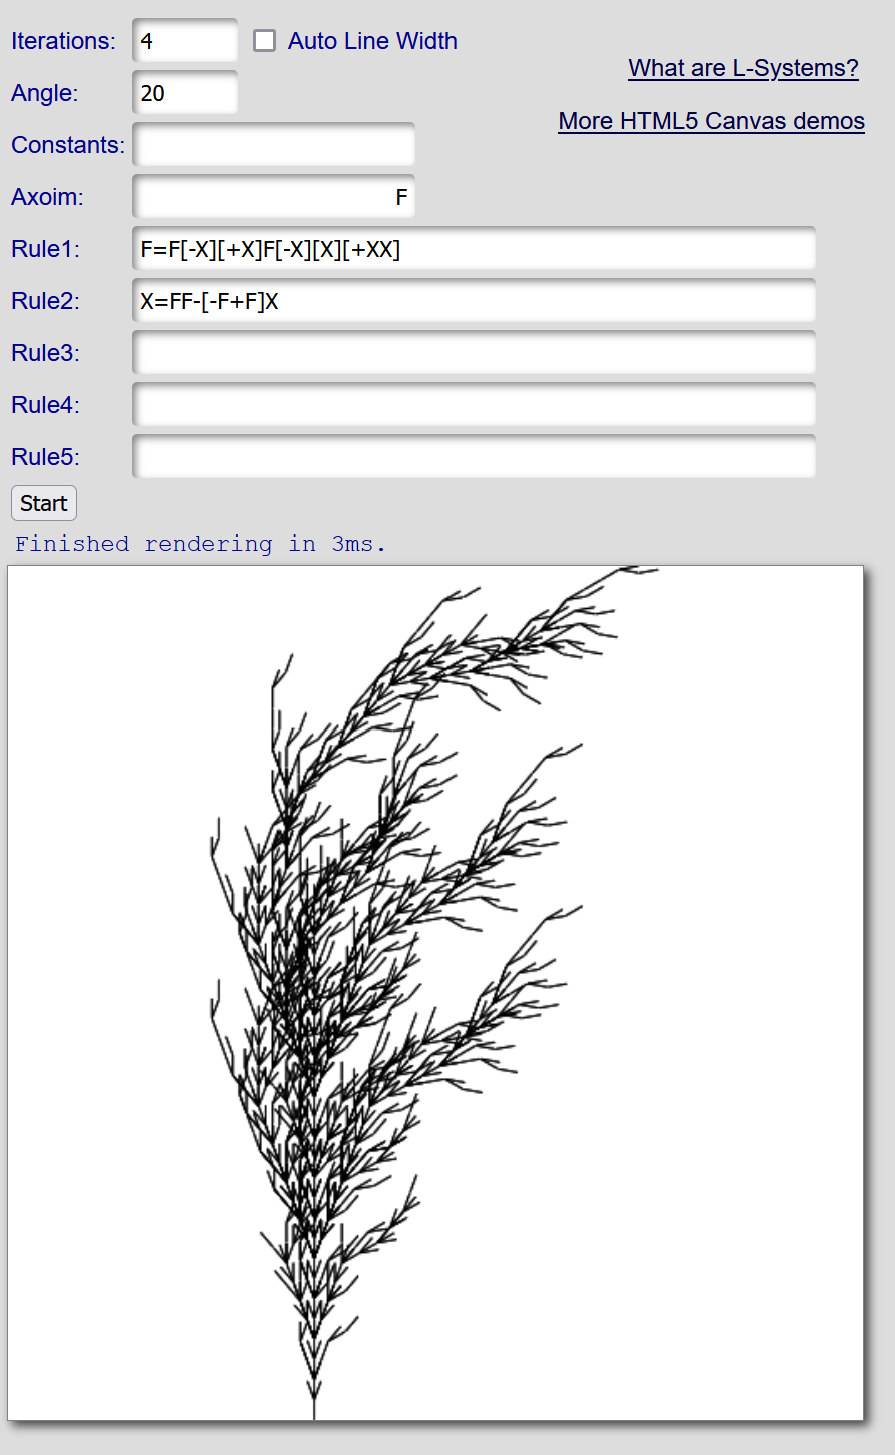 Iterations: 4 Auto Line Width
What are L-Systems?
Angle: 20
More HTML5 Canvas demos
Constants:
Axoim: F
Rule1: F=F[-X][+X]F[-X][X][+XX]
Rule2: X=FF-[-F+F]X
Rule3:
Rule4:
Rule5:
Start
Finished rendering in 3ms.